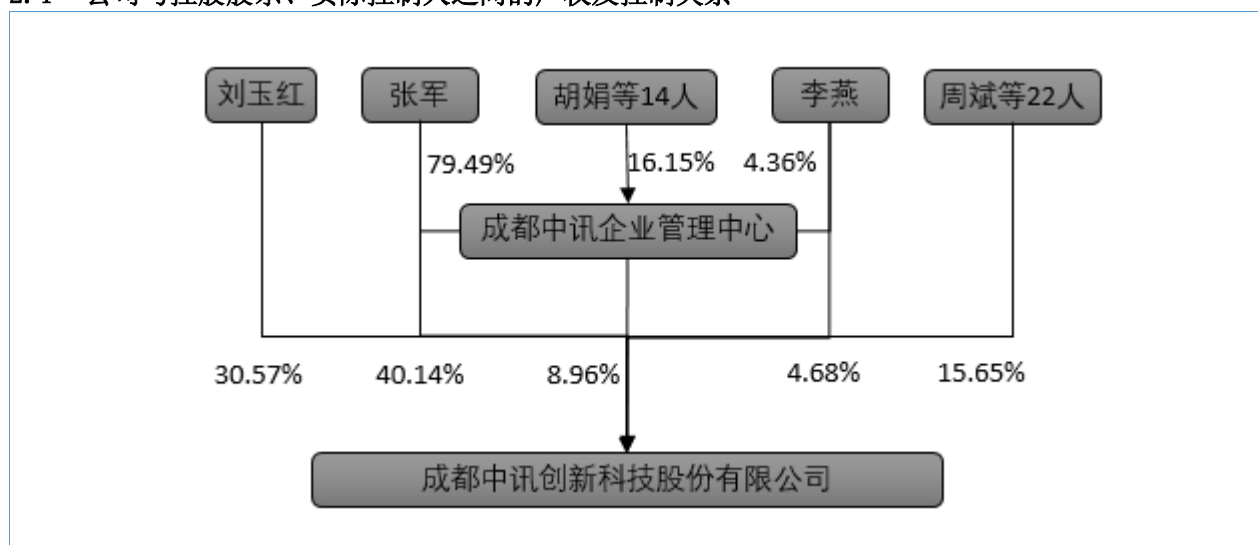 刘玉红
张军
胡娟等14人
李燕
周斌等22人
79.49%
16.15%
4.36%
成都中讯企业管理中心
30.57%
40.14%
8.96%
4.68%
15.65%
成都中讯创新科技股份有限公司